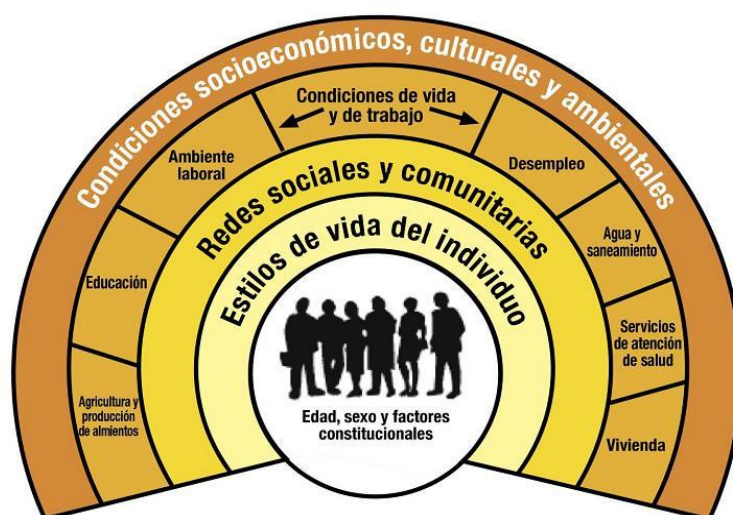 Condiciones socioeconómicos, culturales y ambientales
Condiciones de vida
y de trabajo
Ambiente
laboral
Desempleo
Educación
Agua y
saneamiento
Agricultura y
producción
de almientos
Servicios
de atención
de salud
Vivienda
Redes sociales y comunitarias
Estilos de vida del individuo
Edad, sexo y factores
constitucionales